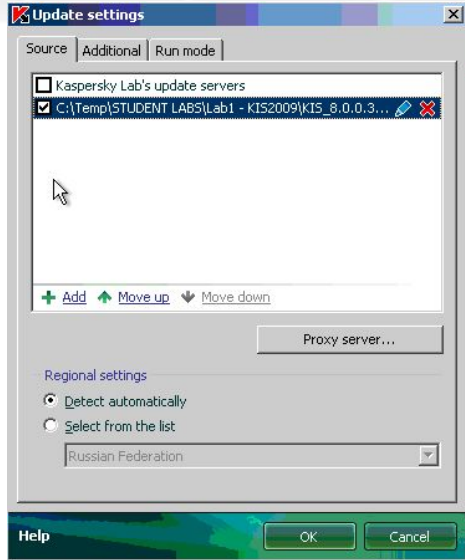 Update settings
Source Additional Run mode
Kaspersky Lab's update servers
C:\Temp\STUDENT LABS\Lab1 - KIS2009\KIS_8.0.0.3...
Add Move up Move down
Proxy server...
Regional settings
Detect automatically
Select from the list
Russian Federation
Help OK Cancel